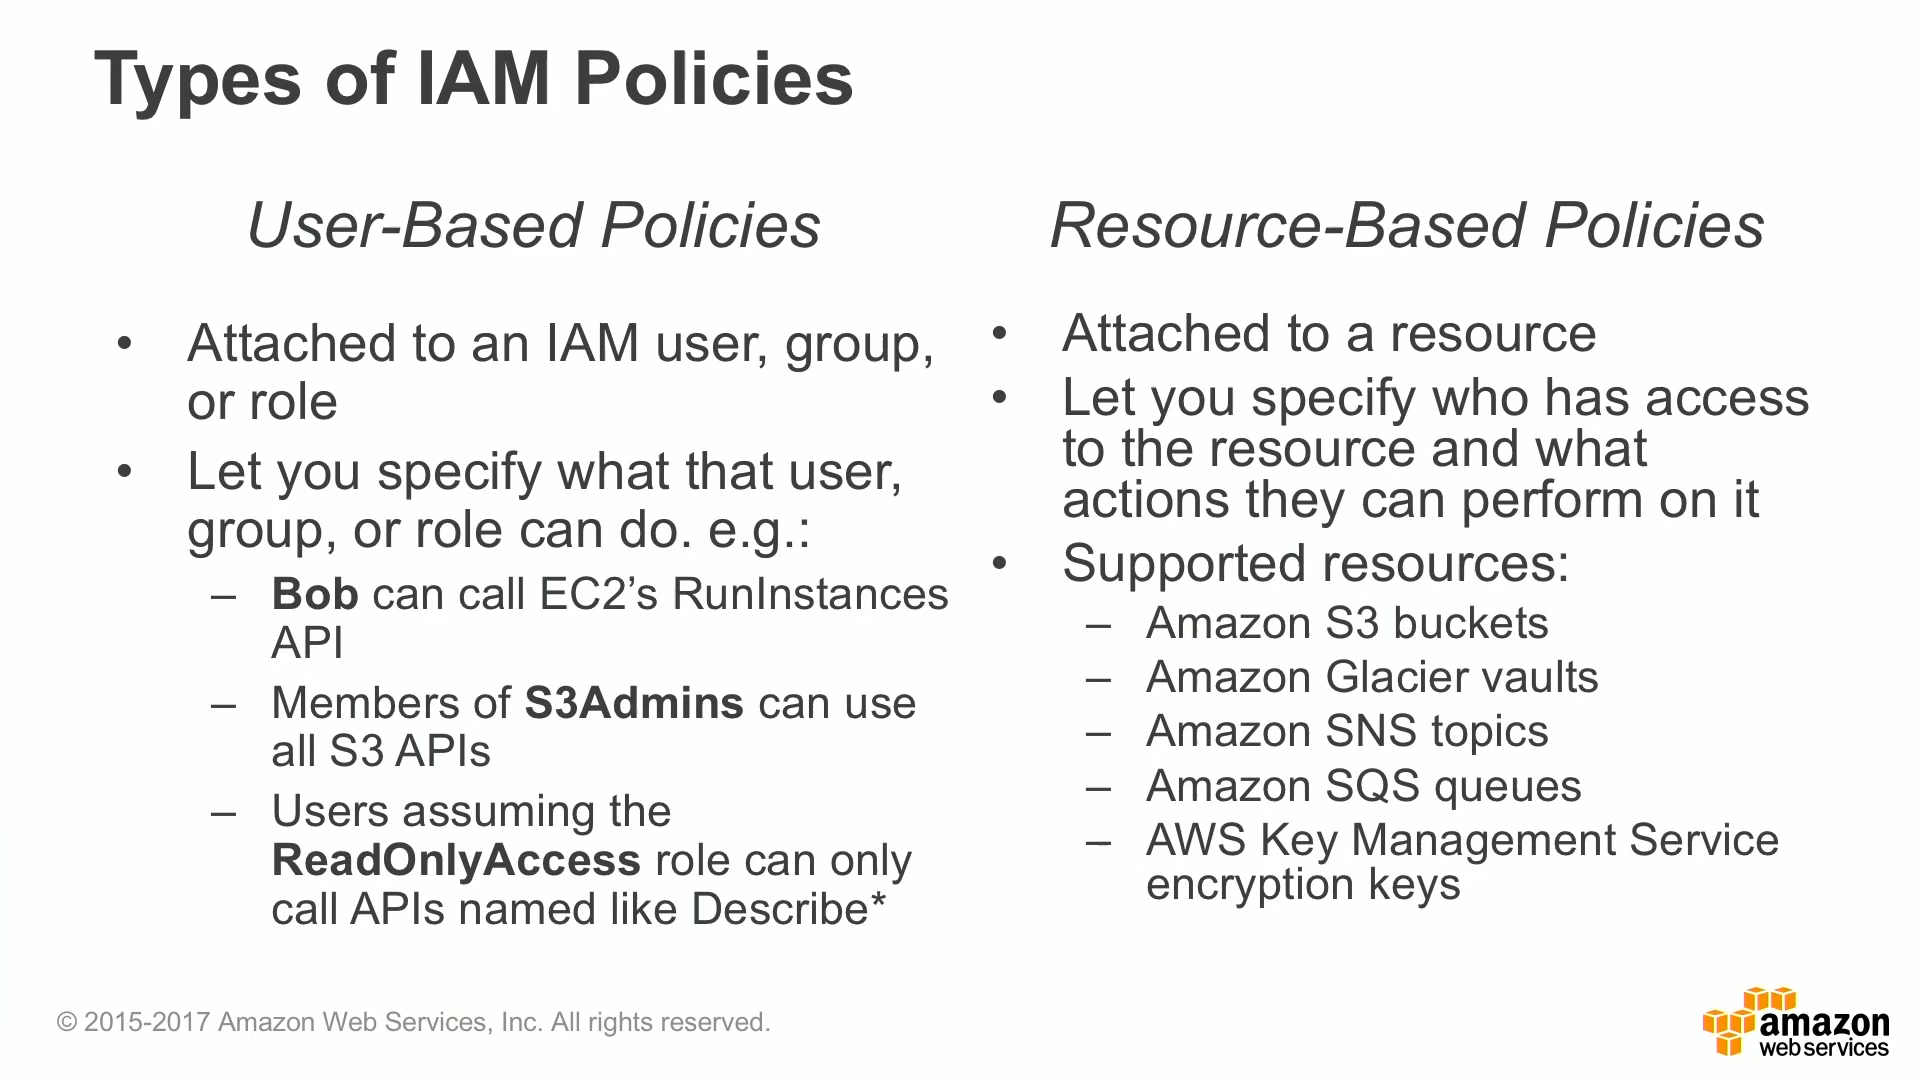 Types of IAM Policies
User-Based Policies
• Attached to an IAM user, group,
or role
• Let you specify what that user,
group, or role can do. e.g.:
– Bob can call EC2’s RunInstances
API
– Members of S3Admins can use
all S3 APIs
– Users assuming the
ReadOnlyAccess role can only
call APIs named like Describe*
Resource-Based Policies
• Attached to a resource
• Let you specify who has access
to the resource and what
actions they can perform on it
• Supported resources:
– Amazon S3 buckets
– Amazon Glacier vaults
– Amazon SNS topics
– Amazon SQS queues
– AWS Key Management Service
encryption keys
© 2015-2017 Amazon Web Services, Inc. All rights reserved.
amazon
web services